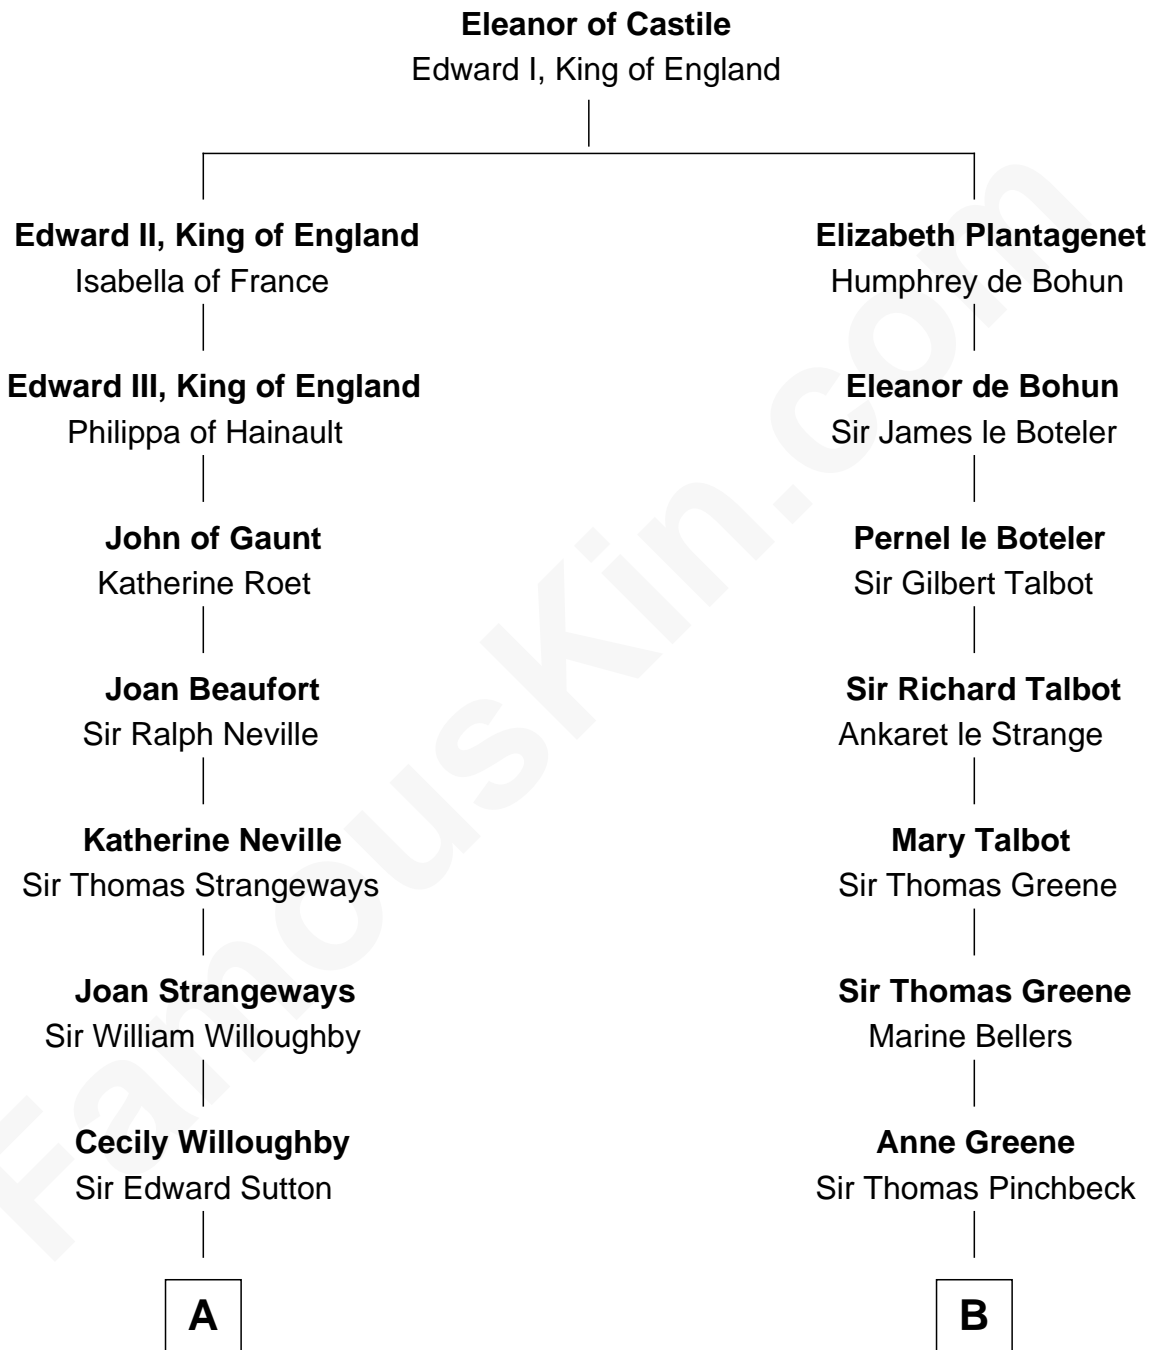 Eleanor of Castile
Edward I, King of England
Edward II, King of England
Isabella of France
Edward III, King of England
Philippa of Hainault
John of Gaunt
Katherine Roet
Joan Beaufort
Sir Ralph Neville
Katherine Neville
Sir Thomas Strangeways
Joan Strangeways
Sir William Willoughby
Cecily Willoughby
Sir Edward Sutton
A
Elizabeth Plantagenet
Humphrey de Bohun
Eleanor de Bohun
Sir James le Boteler
Pernel le Boteler
Sir Gilbert Talbot
Sir Richard Talbot
Ankaret le Strange
Mary Talbot
Sir Thomas Greene
Sir Thomas Greene
Marine Bellers
Anne Greene
Sir Thomas Pinchbeck
B
FamousKin.com